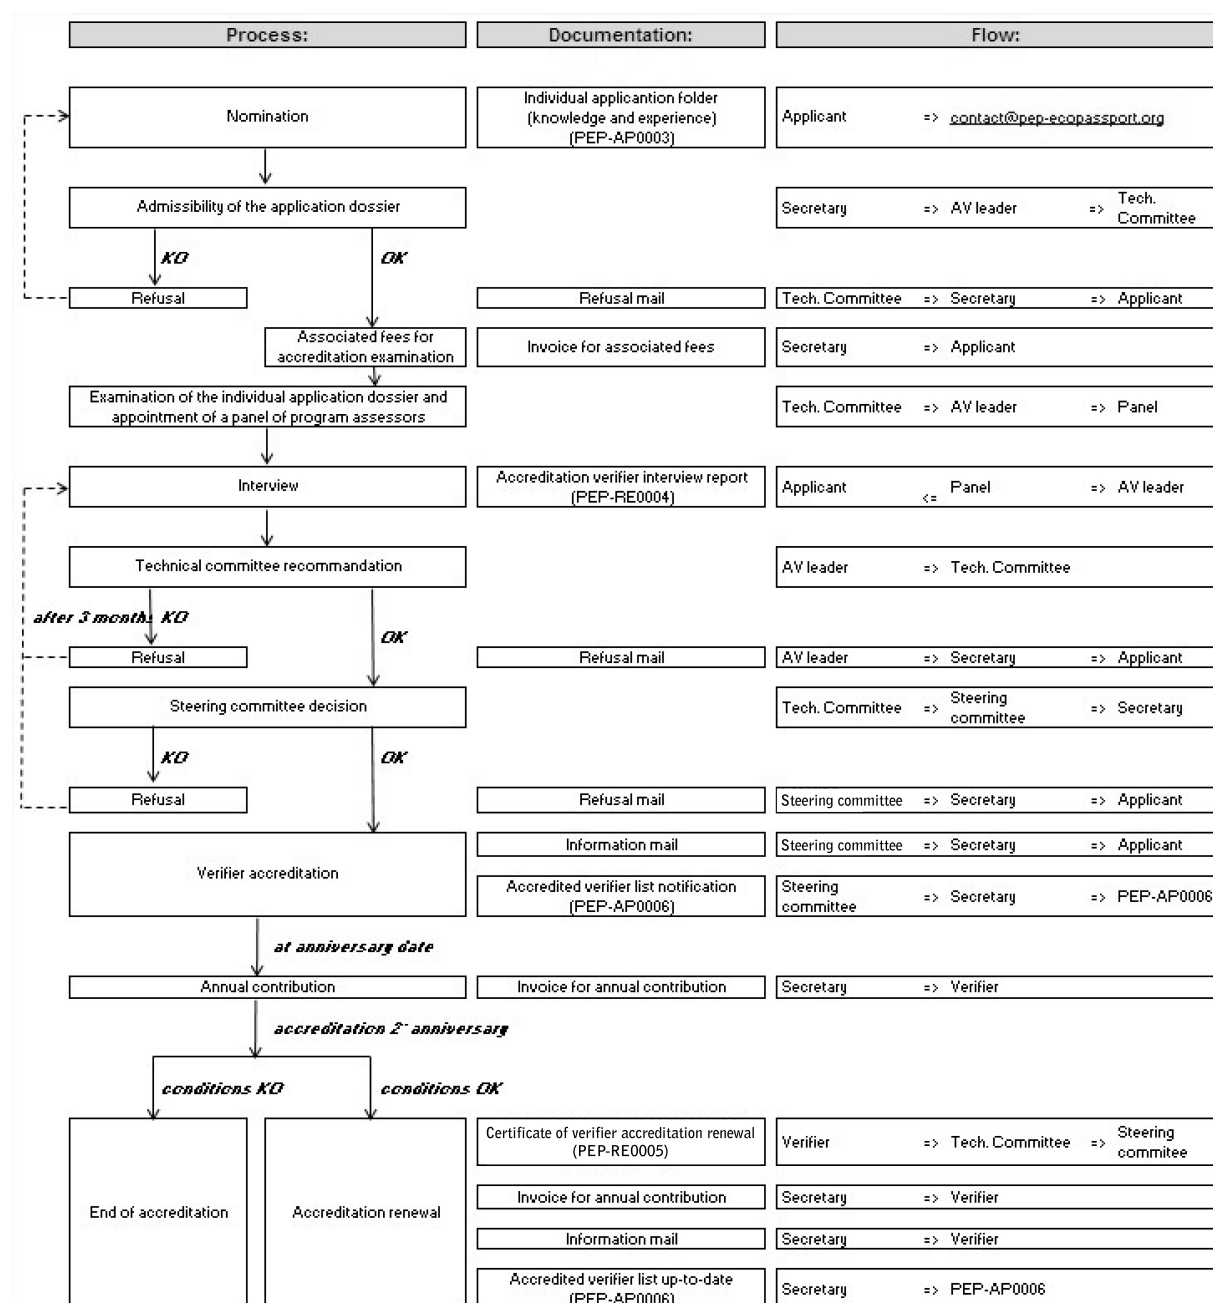 Process: Documentation: Flow:
Nomination
Individual applicantion folder
(knowledge and experience)
(PEP-AP0003)
Applicant => contact@pep-ecopassport.org
Admissibility of the application dossier
Secretary => AV leader => Tech.
Committee
KO OK
Refusal
Refusal mail
Tech. Committee => Secretary => Applicant
Associated fees for
accreditation examination
Invoice for associated fees
Secretary => Applicant
Examination of the individual application dossier and
appointment of a panel of program assessors
Tech. Committee => AV leader => Panel
Interview
Accreditation verifier interview report
(PEP-RE0004)
Applicant <= Panel => AV leader
Technical committee recommandation
AV leader => Tech. Committee
after 3 months KO
OK
Refusal
Refusal mail
AV leader => Secretary => Applicant
Steering committee decision
Tech. Committee => Steering
committee => Secretary
KO OK
Refusal
Refusal mail
Steering committee => Secretary => Applicant
Verifier accreditation
Information mail
Steering committee => Secretary => Applicant
Accredited verifier list notification
(PEP-AP0006)
Steering
committee => Secretary => PEP-AP0006
at anniversary date
Annual contribution
Invoice for annual contribution
Secretary => Verifier
accreditation 2° anniversary
conditions KO conditions OK
End of accreditation
Accreditation renewal
Certificate of verifier accreditation renewal
(PEP-RE0005)
Verifier => Tech. Committee => Steering
commitee
Invoice for annual contribution
Secretary => Verifier
Information mail
Secretary => Verifier
Accredited verifier list up-to-date
(PEP-AP0006)
Secretary => PEP-AP0006